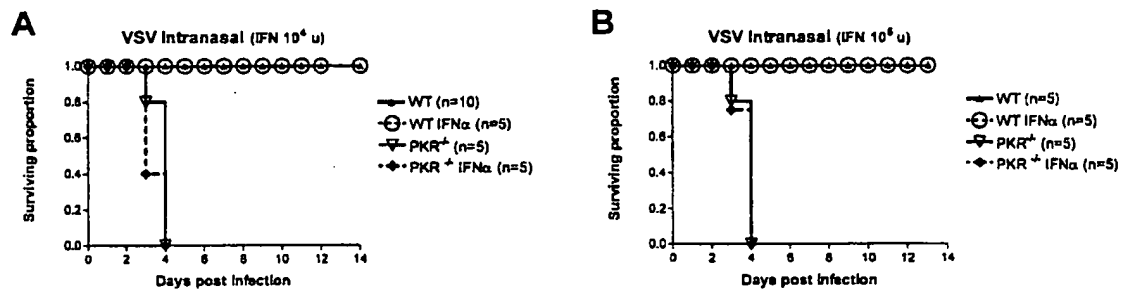 A
VSV Intranasal (IFN 10⁴ u)
Surviving proportion
1.0
0.8
0.6
0.4
0.2
0.0
0 2 4 6 8 10 12 14
Days post infection
WT (n=10)
WT IFNα (n=5)
PKR⁻/⁻ (n=5)
PKR⁻/⁻ IFNα (n=5)
B
VSV Intranasal (IFN u)
Surviving proportion
1.0
0.8
0.6
0.4
0.2
0.0
0 2 4 6 8 10 12 14
Days post infection
WT (n=5)
WT IFNα (n=5)
PKR⁻/⁻ (n=5)
PKR⁻/⁻ IFNα (n=5)